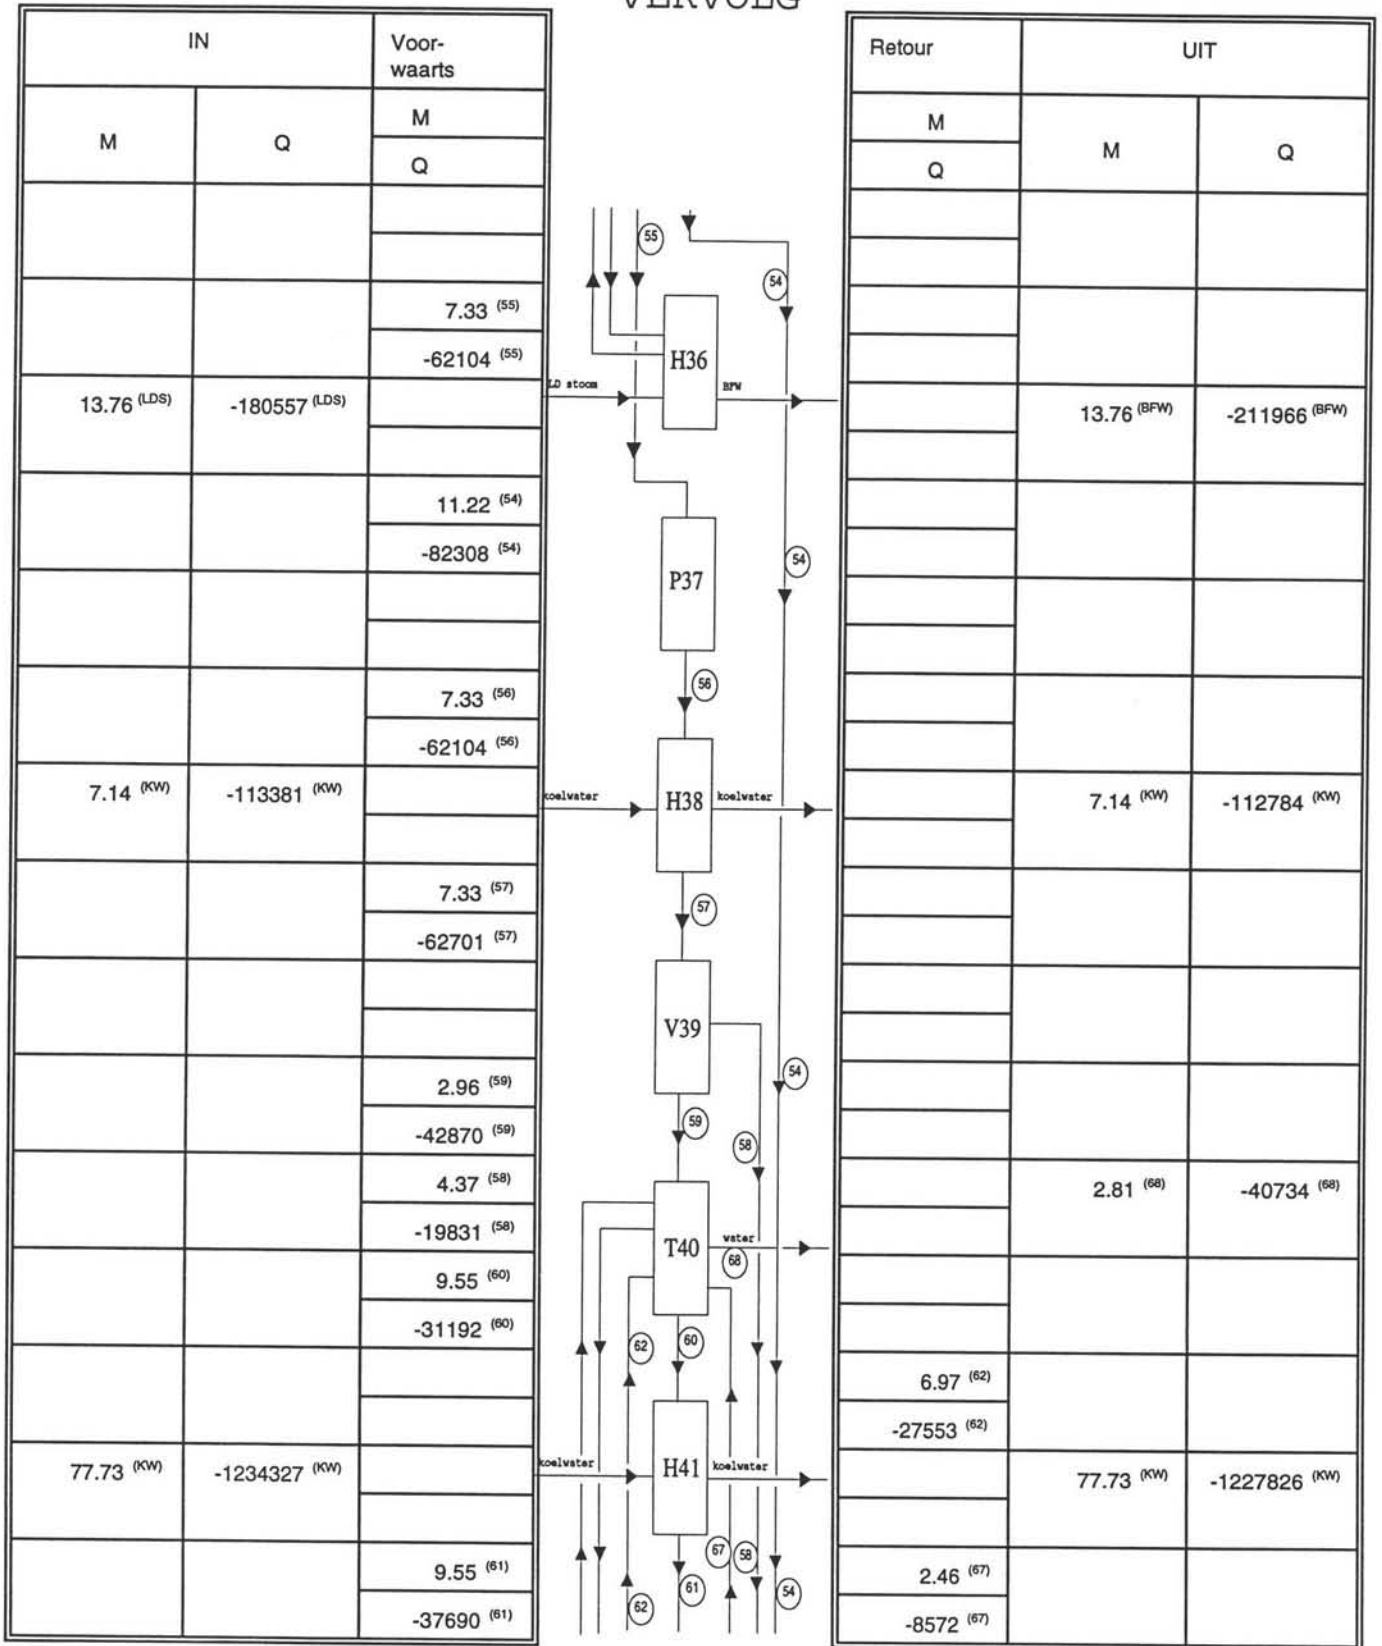 VERVOLG
IN
Voor-
waarts
M
Q
M
Q
7.33 (55)
-62104 (55)
13.76 (LDS) -180557 (LDS)
11.22 (54)
-82308 (54)
7.33 (56)
-62104 (56)
7.14 (KW) -113381 (KW)
7.33 (57)
-62701 (57)
2.96 (59)
-42870 (59)
4.37 (58)
-19831 (58)
9.55 (60)
-31192 (60)
77.73 (KW) -1234327 (KW)
9.55 (61)
-37690 (61)
55
54
H36
LD stoom
BFW
P37
54
56
koelwater
H38
koelwater
57
V39
54
59
58
T40
water
68
62
60
koelwater
H41
koelwater
67
58
61
62
54
Retour
UIT
M
Q
M
Q
13.76 (BFW) -211966 (BFW)
7.14 (KW) -112784 (KW)
2.81 (68) -40734 (68)
6.97 (62)
-27553 (62)
77.73 (KW) -1227826 (KW)
2.46 (67)
-8572 (67)